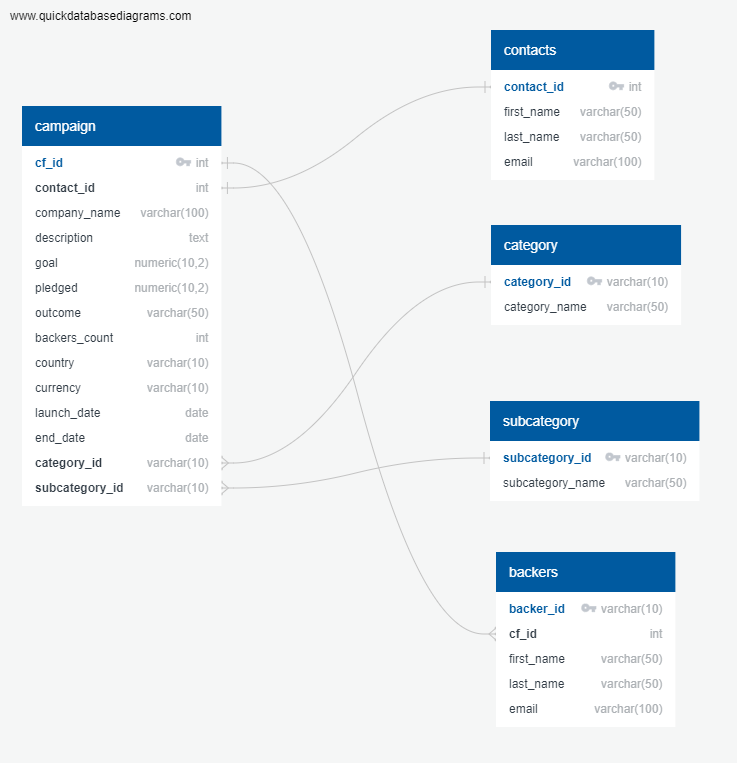 www.quickdatabasediagrams.com
campaign
cf_id int
contact_id int
company_name varchar(100)
description text
goal numeric(10,2)
pledged numeric(10,2)
outcome varchar(50)
backers_count int
country varchar(10)
currency varchar(10)
launch_date date
end_date date
category_id varchar(10)
subcategory_id varchar(10)
contacts
contact_id int
first_name varchar(50)
last_name varchar(50)
email varchar(100)
category
category_id varchar(10)
category_name varchar(50)
subcategory
subcategory_id varchar(10)
subcategory_name varchar(50)
backers
backer_id varchar(10)
cf_id int
first_name varchar(50)
last_name varchar(50)
email varchar(100)